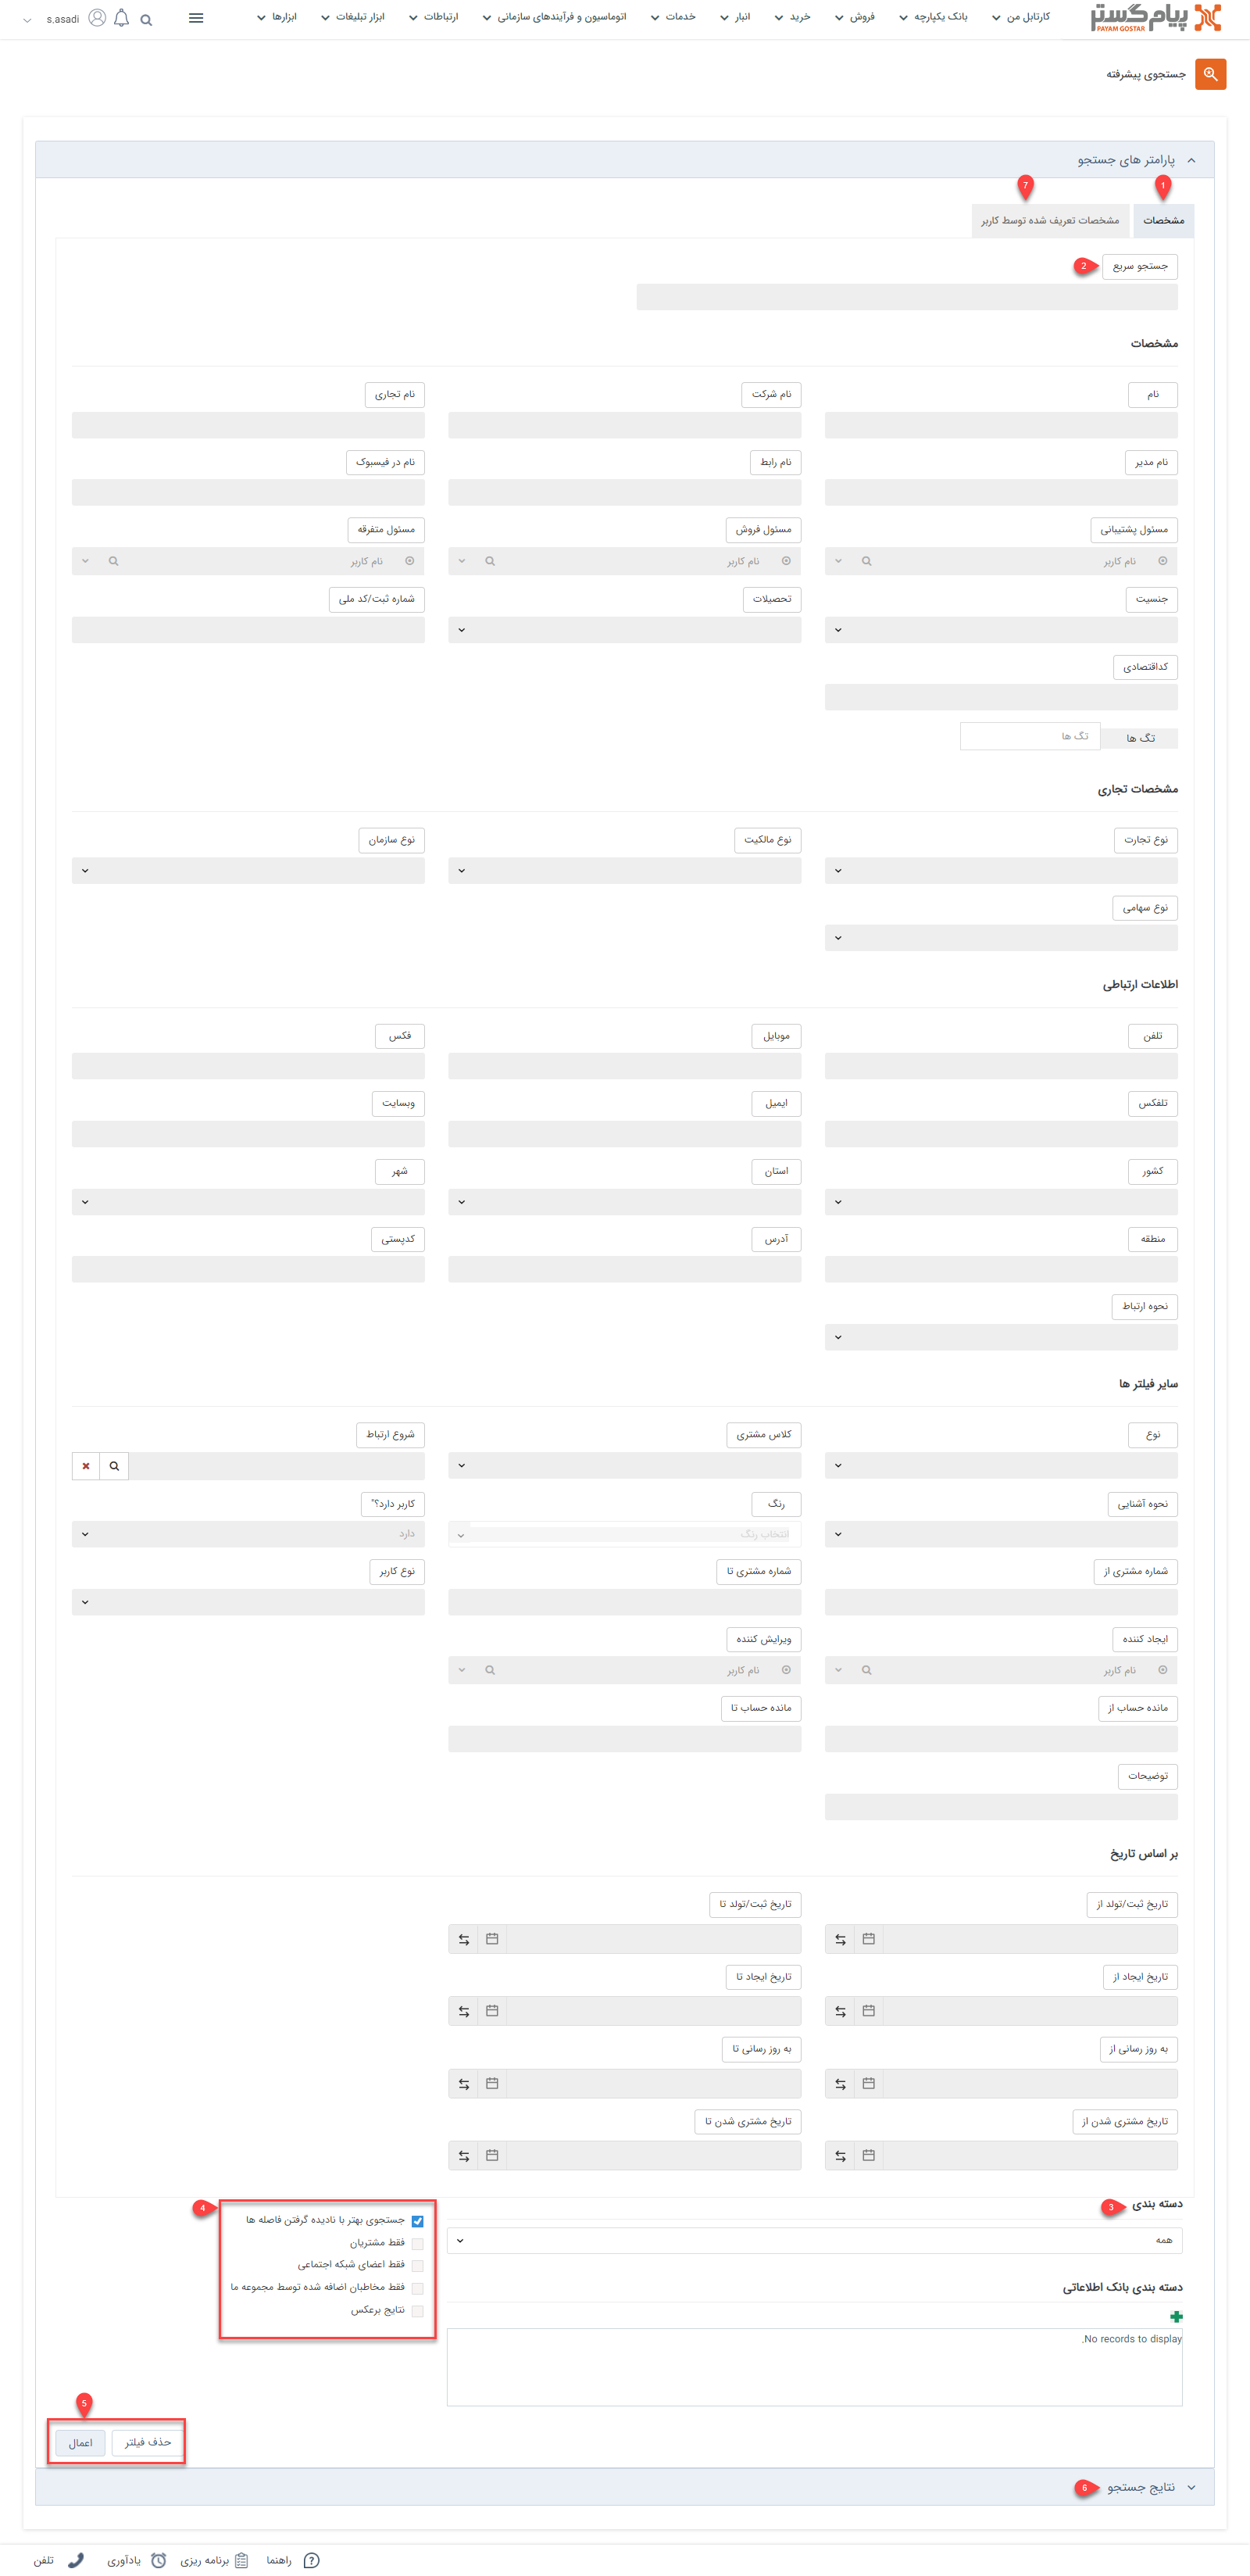 پیام گستر
PAYAM GOSTAR
کارتابل من
بانک یکپارچه
فروش
خرید
انبار
خدمات
اتوماسیون و فرآیندهای سازمانی
ارتباطات
ابزار تبلیغات
ابزارها
s.asadi
جستجوی پیشرفته
پارامتر های جستجو
1
7
مشخصات
مشخصات تعریف شده توسط کاربر
جستجو سریع
2
مشخصات
نام
نام شرکت
نام تجاری
نام مدیر
نام رابط
نام در فیسبوک
مسئول پشتیبانی
مسئول فروش
مسئول متفرقه
نام کاربر
نام کاربر
نام کاربر
جنسیت
تحصیلات
شماره ثبت/کد ملی
کداقتصادی
تگ ها
تگ ها
مشخصات تجاری
نوع تجارت
نوع مالکیت
نوع سازمان
نوع سهامی
اطلاعات ارتباطی
تلفن
موبایل
فکس
تلفکس
ایمیل
وبسایت
کشور
استان
شهر
منطقه
آدرس
کدپستی
نحوه ارتباط
سایر فیلتر ها
نوع
کلاس مشتری
شروع ارتباط
نحوه آشنایی
رنگ
کاربر دارد؟"
انتخاب رنگ
دارد
شماره مشتری از
شماره مشتری تا
نوع کاربر
ایجاد کننده
ویرایش کننده
نام کاربر
نام کاربر
مانده حساب از
مانده حساب تا
توضیحات
بر اساس تاریخ
تاریخ ثبت/تولد از
تاریخ ثبت/تولد تا
تاریخ ایجاد از
تاریخ ایجاد تا
به روز رسانی از
به روز رسانی تا
تاریخ مشتری شدن از
تاریخ مشتری شدن تا
دسته بندی
3
همه
دسته بندی بانک اطلاعاتی
No records to display.
4
جستجوی بهتر با نادیده گرفتن فاصله ها
فقط مشتریان
فقط اعضای شبکه اجتماعی
فقط مخاطبان اضافه شده توسط مجموعه ما
نتایج برعکس
5
حذف فیلتر
اعمال
نتایج جستجو
6
راهنما
برنامه ریزی
یادآوری
تلفن